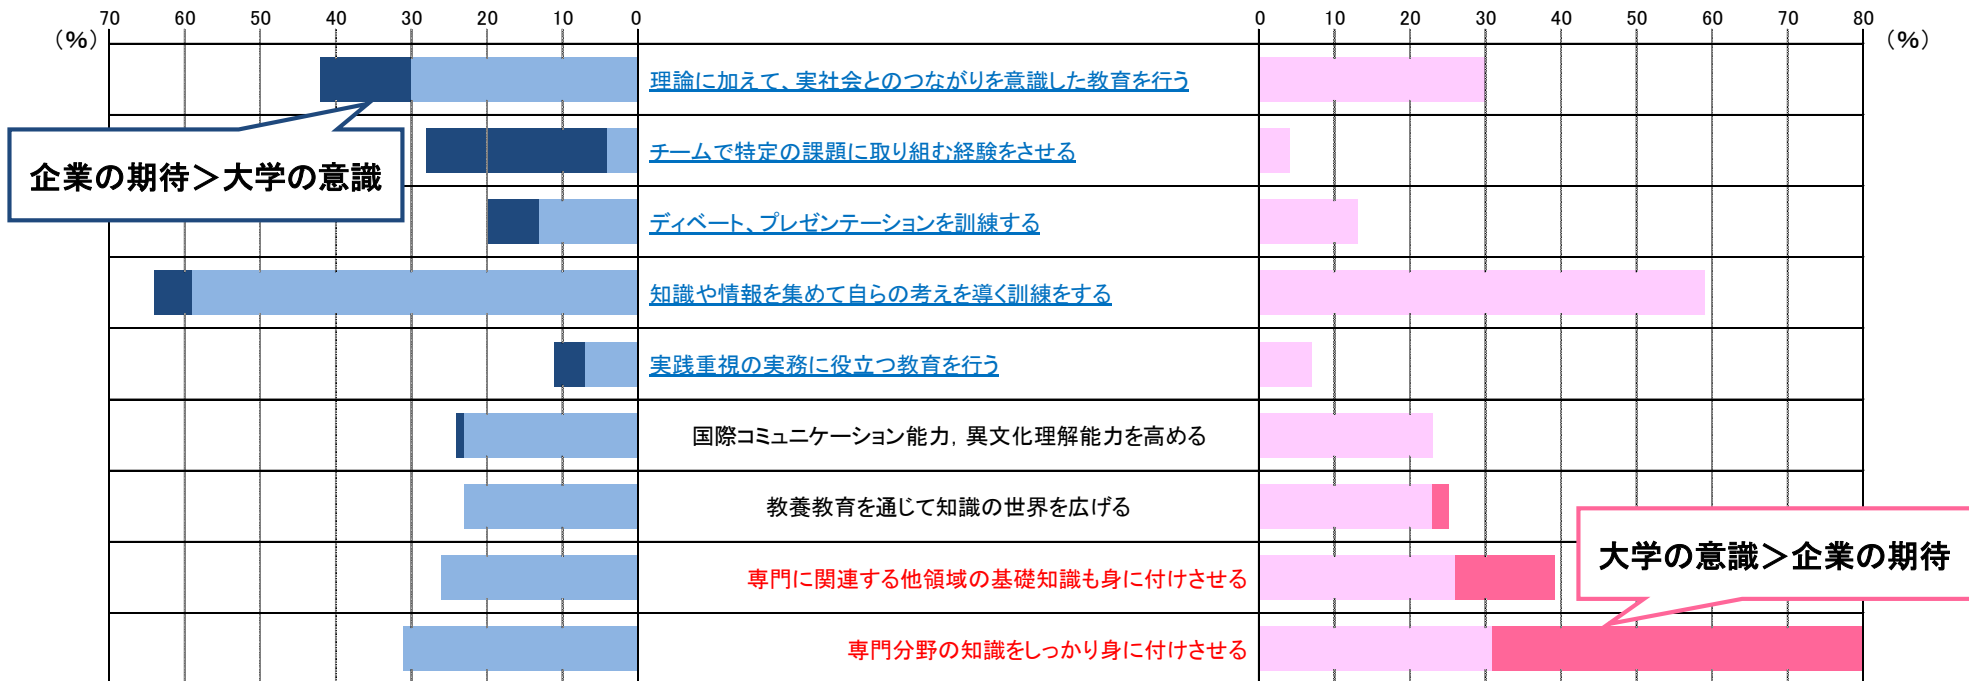 70 60 50 40 30 20 10 0 0 10 20 30 40 50 60 70 80
（%） （%）
理論に加えて、実社会とのつながりを意識した教育を行う
チームで特定の課題に取り組む経験をさせる
企業の期待＞大学の意識
ディベート、プレゼンテーションを訓練する
知識や情報を集めて自らの考えを導く訓練をする
実践重視の実務に役立つ教育を行う
国際コミュニケーション能力，異文化理解能力を高める
教養教育を通じて知識の世界を広げる
大学の意識＞企業の期待
専門に関連する他領域の基礎知識も身に付けさせる
専門分野の知識をしっかり身に付けさせる